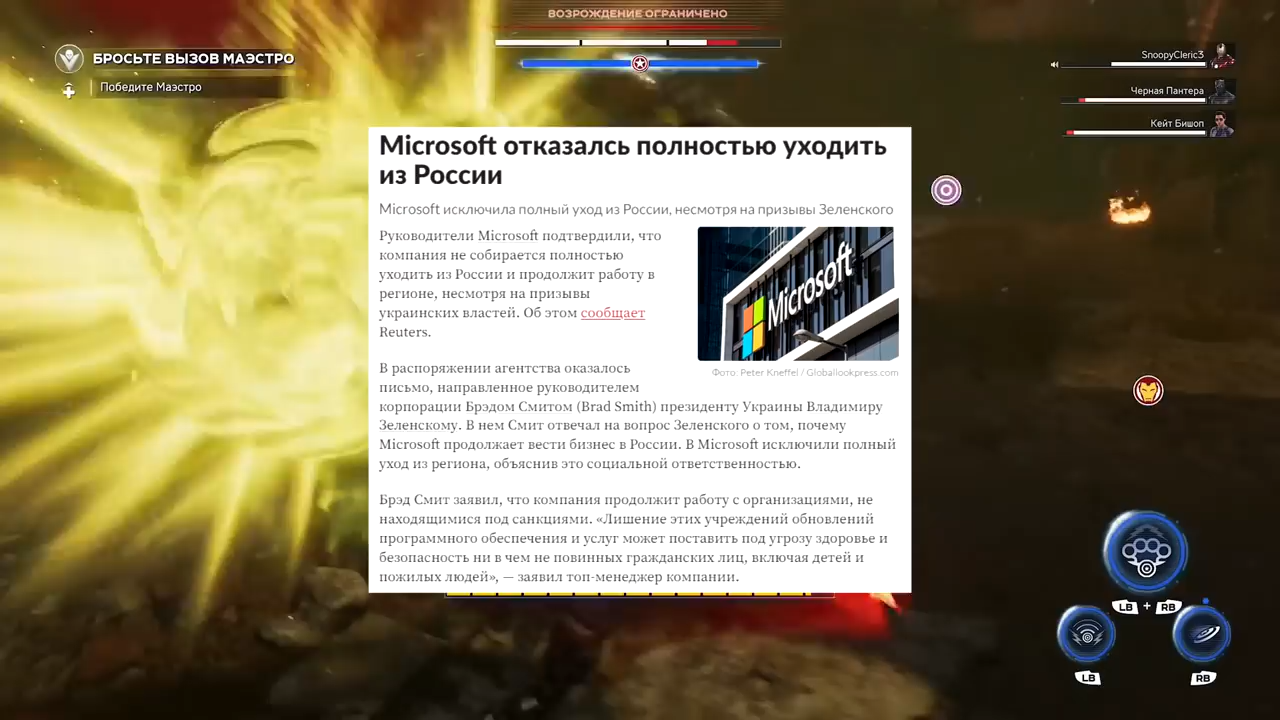 ВОЗРОЖДЕНИЕ ОГРАНИЧЕНО
БРОСЬТЕ ВЫЗОВ МАЭСТРО
Победите Маэстро
SnoopyCleric3
Черная Пантера
Кейт Бишоп
Microsoft отказалсь полностью уходить
из России
Microsoft исключила полный уход из России, несмотря на призывы Зеленского
Руководители Microsoft подтвердили, что
компания не собирается полностью
уходить из России и продолжит работу в
регионе, несмотря на призывы
украинских властей. Об этом сообщает
Reuters.
Microsoft
Фото: Peter Kneffel / Globallookpress.com
В распоряжении агентства оказалось
письмо, направленное руководителем
корпорации Брэдом Смитом (Brad Smith) президенту Украины Владимиру
Зеленскому. В нем Смит отвечал на вопрос Зеленского о том, почему
Microsoft продолжает вести бизнес в России. В Microsoft исключили полный
уход из региона, объяснив это социальной ответственностью.
Брэд Смит заявил, что компания продолжит работу с организациями, не
находящимися под санкциями. «Лишение этих учреждений обновлений
программного обеспечения и услуг может поставить под угрозу здоровье и
безопасность ни в чем не повинных гражданских лиц, включая детей и
пожилых людей», — заявил топ-менеджер компании.
LB + RB
LB
RB